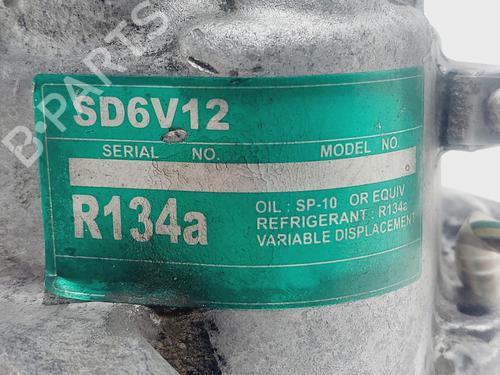 B-PARTS
SD6V12
SERIAL NO. MODEL NO
R134a
OIL : SP-10 OR EQUIV
REFRIGERANT : R134a
VARIABLE DISPLACEMENT